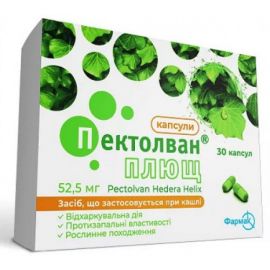 капсули
Пектолван®
ПЛЮЩ
30 капсул
52,5 мг Pectolvan Hedera Helix
Засіб, що застосовується при кашлі
• Відхаркувальна дія
• Протизапальні властивості
• Рослинне походження
Фармак